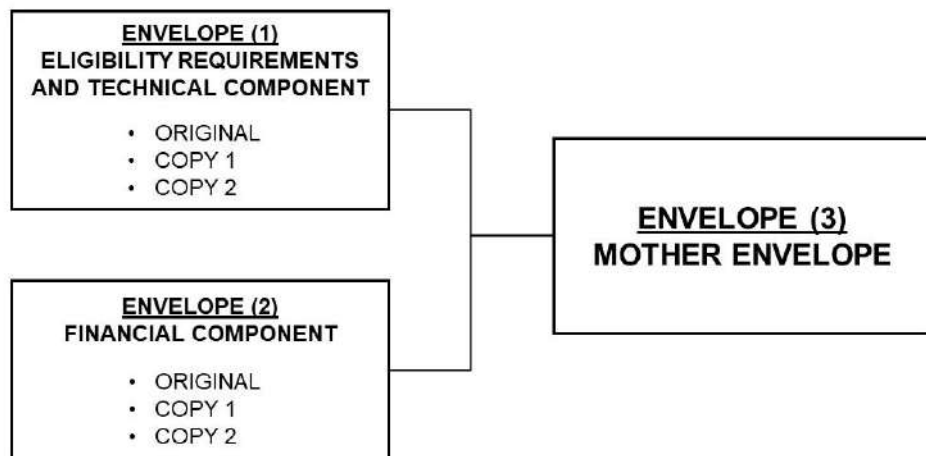 ENVELOPE (1)
ELIGIBILITY REQUIREMENTS
AND TECHNICAL COMPONENT
• ORIGINAL
• COPY 1
• COPY 2
ENVELOPE (2)
FINANCIAL COMPONENT
• ORIGINAL
• COPY 1
• COPY 2
ENVELOPE (3)
MOTHER ENVELOPE